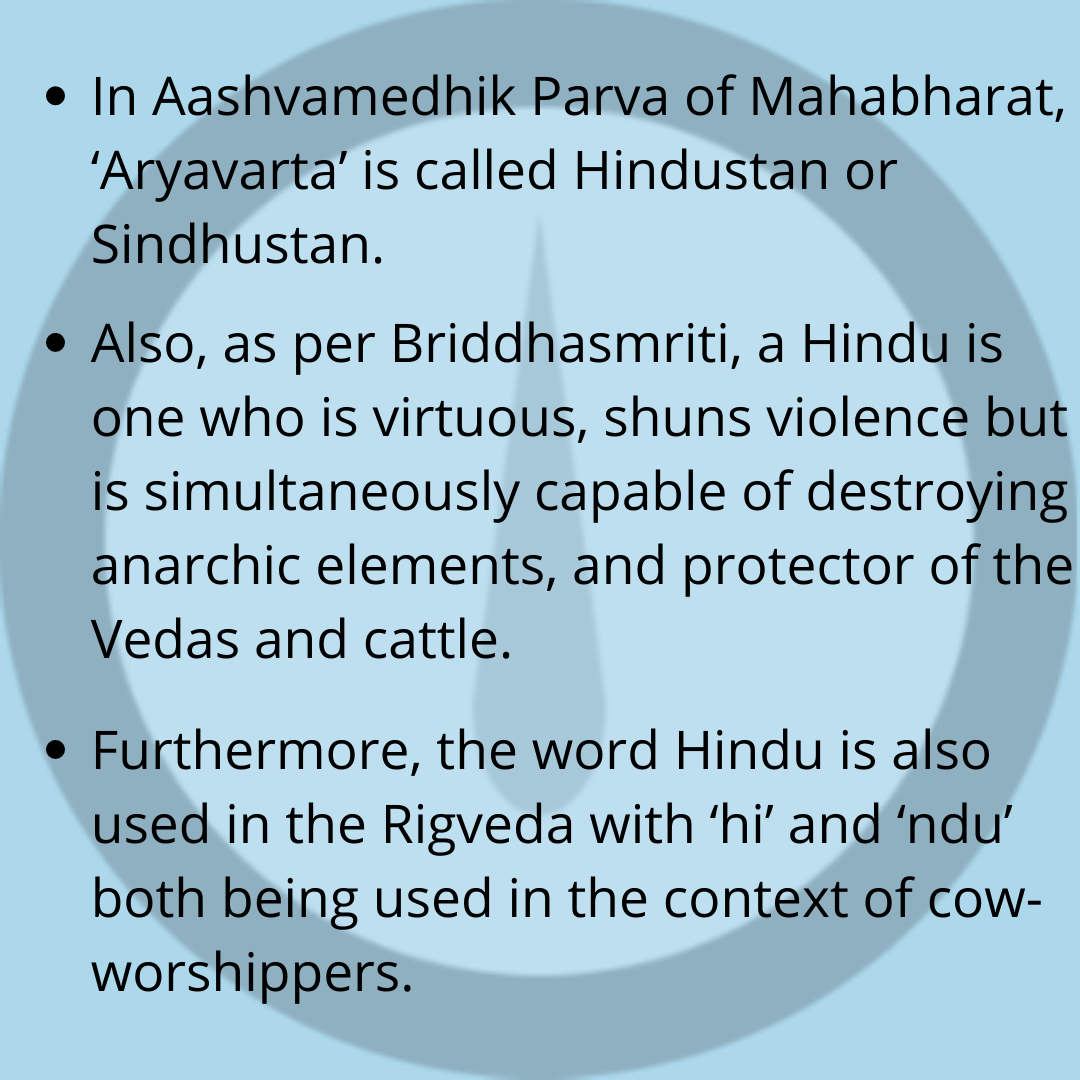 • In Aashvamedhik Parva of Mahabharat,
‘Aryavarta’ is called Hindustan or
Sindhustan.
• Also, as per Briddhasmriti, a Hindu is
one who is virtuous, shuns violence but
is simultaneously capable of destroying
anarchic elements, and protector of the
Vedas and cattle.
• Furthermore, the word Hindu is also
used in the Rigveda with ‘hi’ and ‘ndu’
both being used in the context of cow-
worshippers.